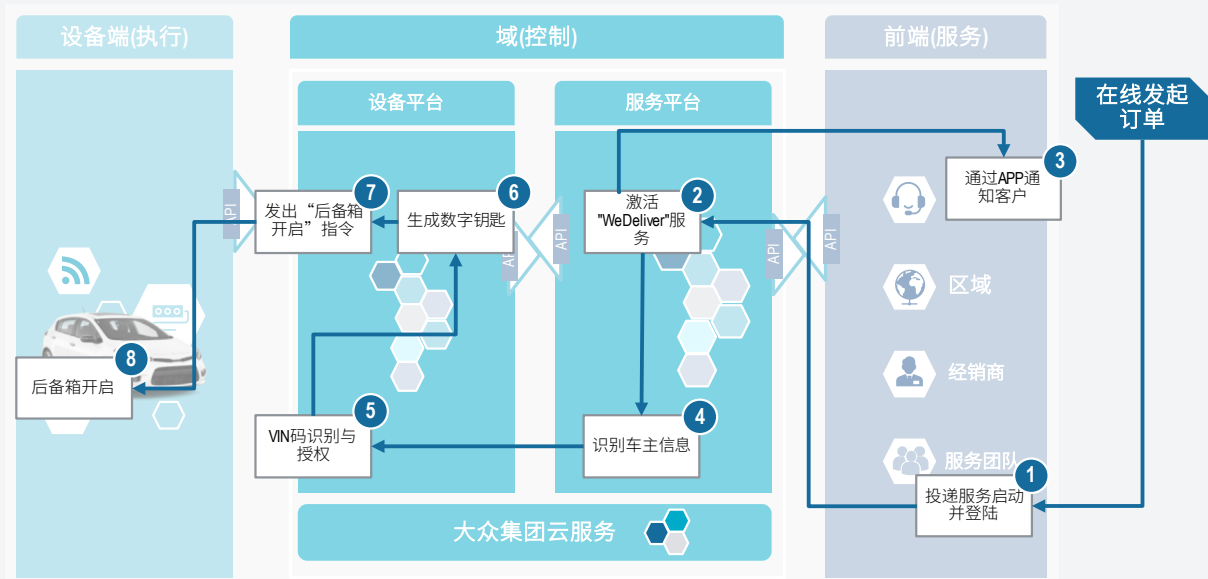 设备端(执行)
域(控制)
前端(服务)
在线发起
订单
设备平台
服务平台
3
通过APP通
知客户
7
发出“后备箱
开启”指令
6
生成数字钥匙
2
激活
"WeDeliver"服
务
API
API
API
API
区域
8
后备箱开启
经销商
5
VIN码识别与
授权
4
识别车主信息
服务团队
1
投递服务启动
并登陆
大众集团云服务